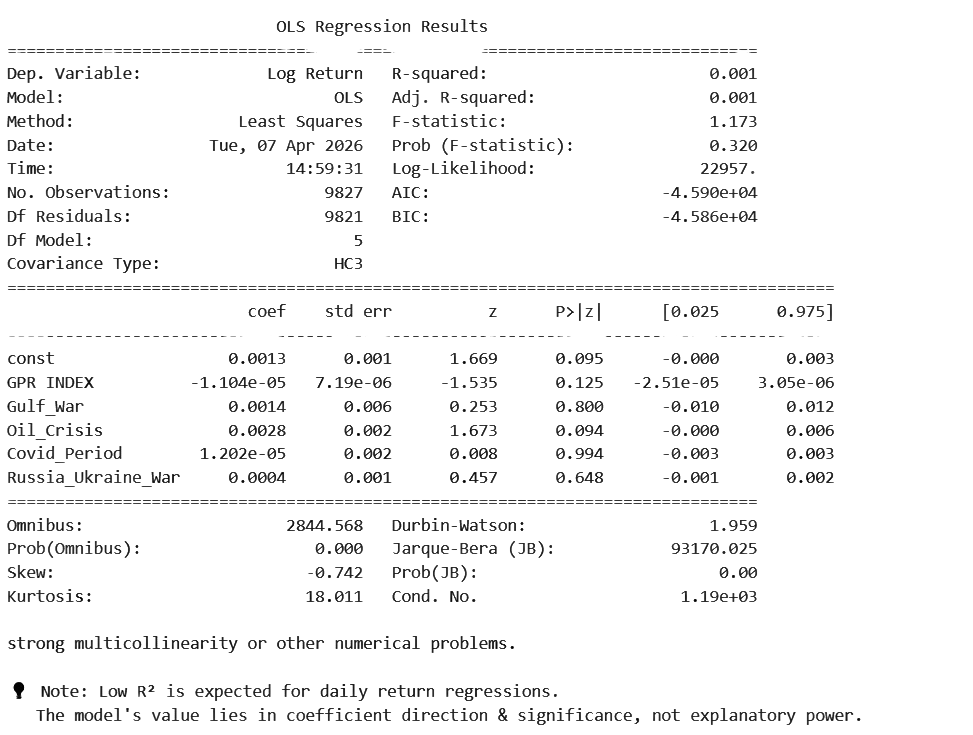 OLS Regression Results
==============================================================================
Dep. Variable: Log Return R-squared: 0.001
Model: OLS Adj. R-squared: 0.001
Method: Least Squares F-statistic: 1.173
Date: Tue, 07 Apr 2026 Prob (F-statistic): 0.320
Time: 14:59:31 Log-Likelihood: 22957.
No. Observations: 9827 AIC: -4.590e+04
Df Residuals: 9821 BIC: -4.586e+04
Df Model: 5
Covariance Type: HC3
======================================================================================
coef std err z P>|z| [0.025 0.975]
--------------------------------------------------------------------------------------
const 0.0013 0.001 1.669 0.095 -0.000 0.003
GPR INDEX -1.104e-05 7.19e-06 -1.535 0.125 -2.51e-05 3.05e-06
Gulf_War 0.0014 0.006 0.253 0.800 -0.010 0.012
Oil_Crisis 0.0028 0.002 1.673 0.094 -0.000 0.006
Covid_Period 1.202e-05 0.002 0.008 0.994 -0.003 0.003
Russia_Ukraine_War 0.0004 0.001 0.457 0.648 -0.001 0.002
==============================================================================
Omnibus: 2844.568 Durbin-Watson: 1.959
Prob(Omnibus): 0.000 Jarque-Bera (JB): 93170.025
Skew: -0.742 Prob(JB): 0.00
Kurtosis: 18.011 Cond. No. 1.19e+03
strong multicollinearity or other numerical problems.
Note: Low R² is expected for daily return regressions.
The model's value lies in coefficient direction & significance, not explanatory power.